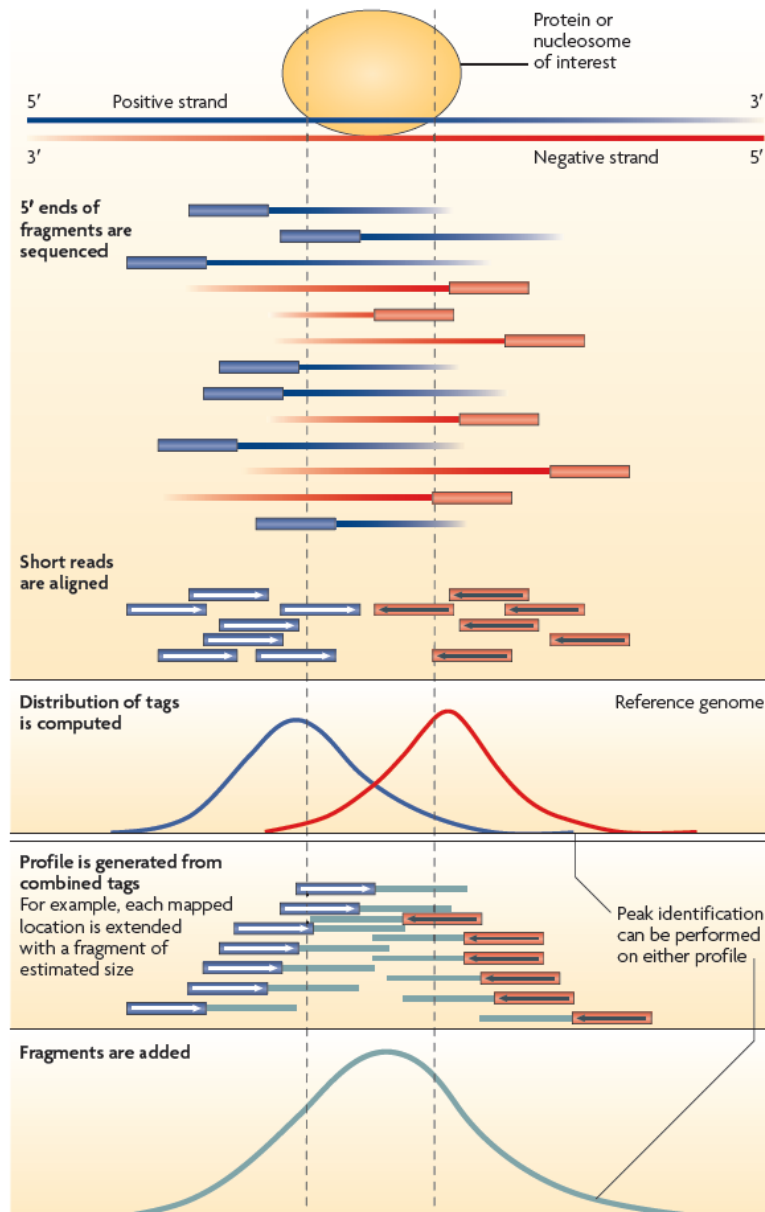 Protein or
nucleosome
of interest
5′
Positive strand
3′
3′
Negative strand
5′
5′ ends of
fragments are
sequenced
Short reads
are aligned
Distribution of tags
is computed
Reference genome
Profile is generated from
combined tags
For example, each mapped
location is extended
with a fragment of
estimated size
Peak identification
can be performed
on either profile
Fragments are added